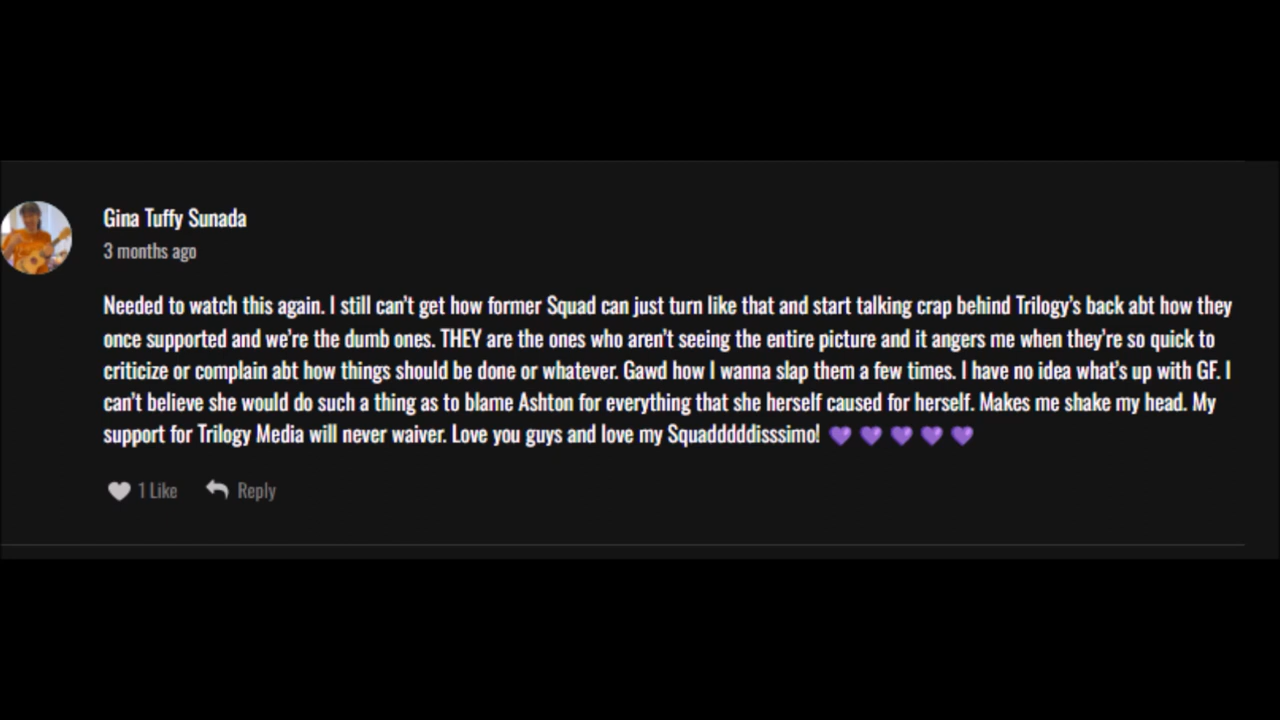 Gina Tuffy Sunada
3 months ago
Needed to watch this again. I still can't get how former Squad can just turn like that and start talking crap behind Trilogy's back abt how they
once supported and we're the dumb ones. THEY are the ones who aren't seeing the entire picture and it angers me when they're so quick to
criticize or complain abt how things should be done or whatever. Gawd how I wanna slap them a few times. I have no idea what's up with GF. I
can't believe she would do such a thing as to blame Ashton for everything that she herself caused for herself. Makes me shake my head. My
support for Trilogy Media will never waiver. Love you guys and love my Squadddddisssimo! 💜 💜 💜 💜 💜
1 Like Reply